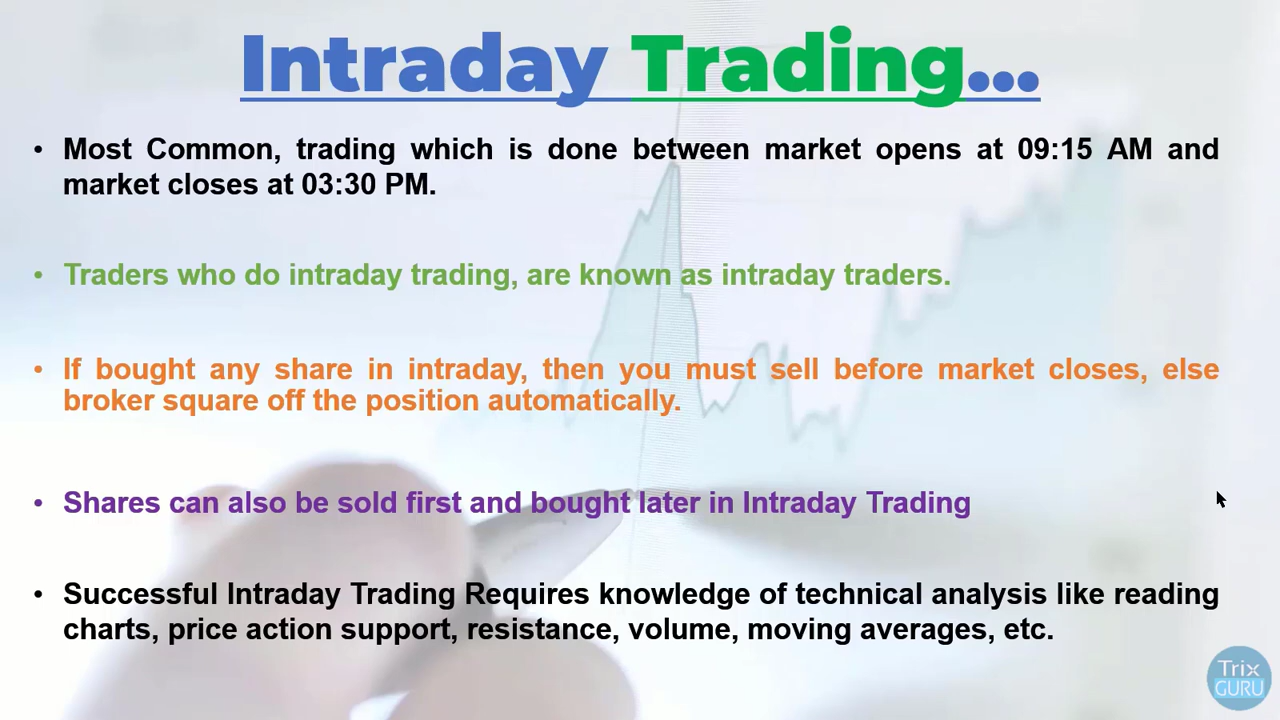 Intraday Trading...
• Most Common, trading which is done between market opens at 09:15 AM and
market closes at 03:30 PM.
• Traders who do intraday trading, are known as intraday traders.
• If bought any share in intraday, then you must sell before market closes, else
broker square off the position automatically.
• Shares can also be sold first and bought later in Intraday Trading
• Successful Intraday Trading Requires knowledge of technical analysis like reading
charts, price action support, resistance, volume, moving averages, etc.
Trix
GURU